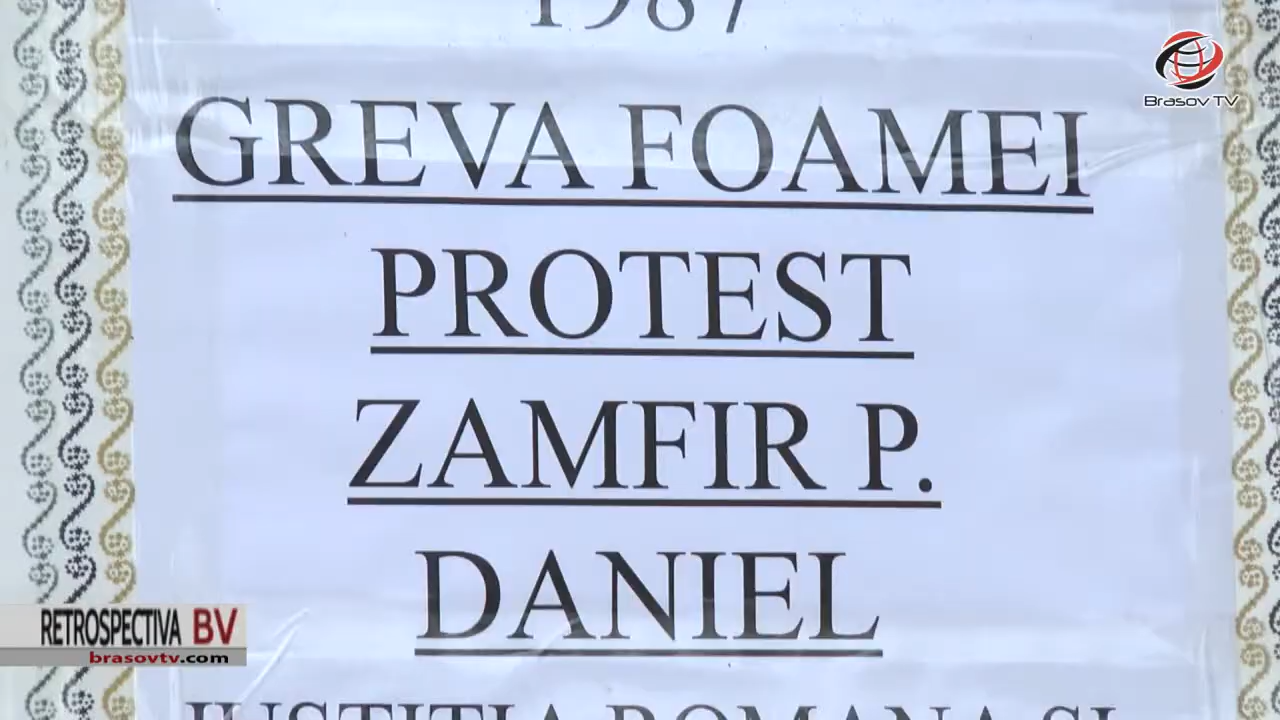 1987
Brasov TV
GREVA FOAMEI
PROTEST
ZAMFIR P.
DANIEL
RETROSPECTIVA BV
brasovtv.com
JUSTITIA ROMANA SI